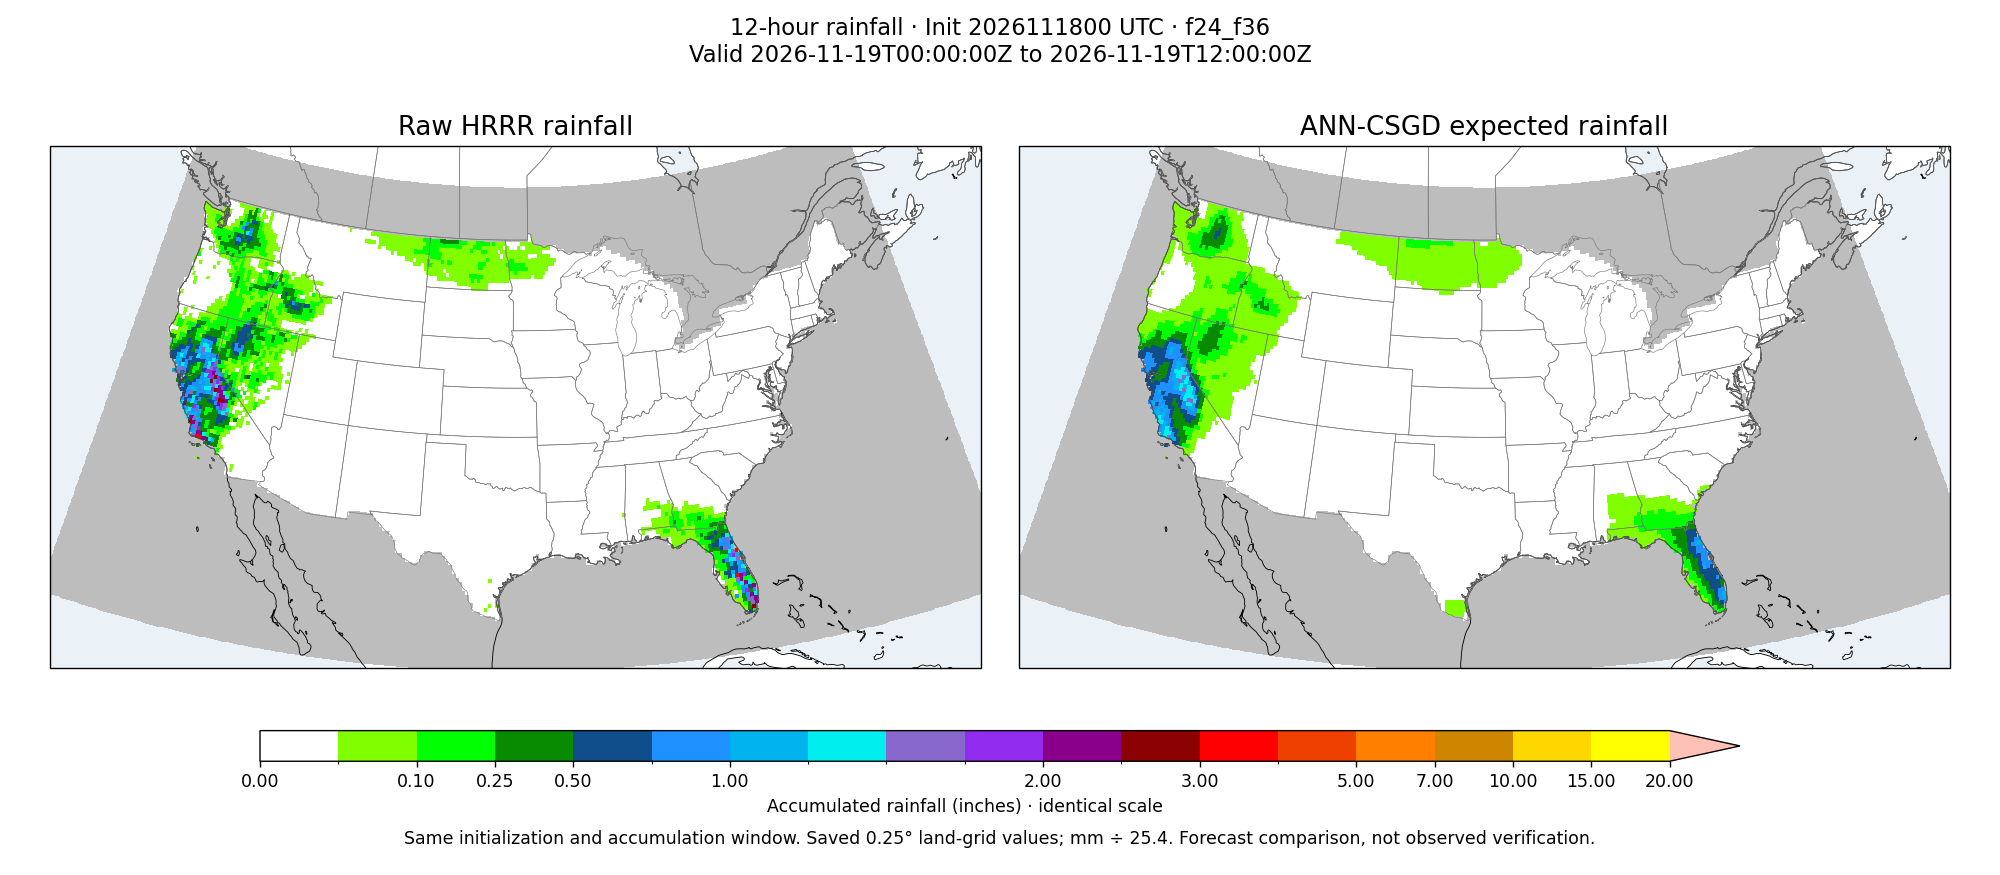 12-hour rainfall · Init 2026111800 UTC · f24_f36
Valid 2026-11-19T00:00:00Z to 2026-11-19T12:00:00Z
Raw HRRR rainfall
ANN-CSGD expected rainfall
0.00 0.10 0.25 0.50 1.00 2.00 3.00 5.00 7.00 10.00 15.00 20.00
Accumulated rainfall (inches) · identical scale
Same initialization and accumulation window. Saved 0.25° land-grid values; mm ÷ 25.4. Forecast comparison, not observed verification.